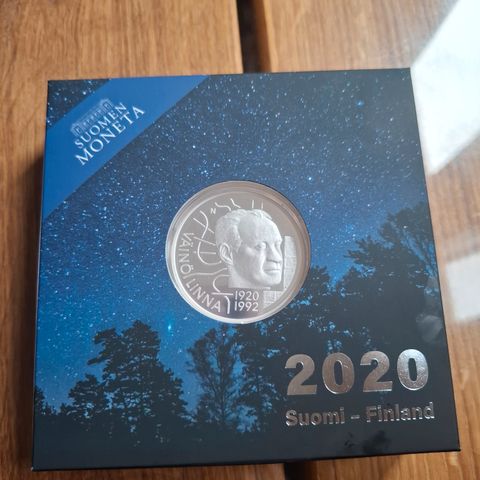 SUOMEN
MONETA
VÄINÖ LINNA
1920
1992
2020
Suomi - Finland